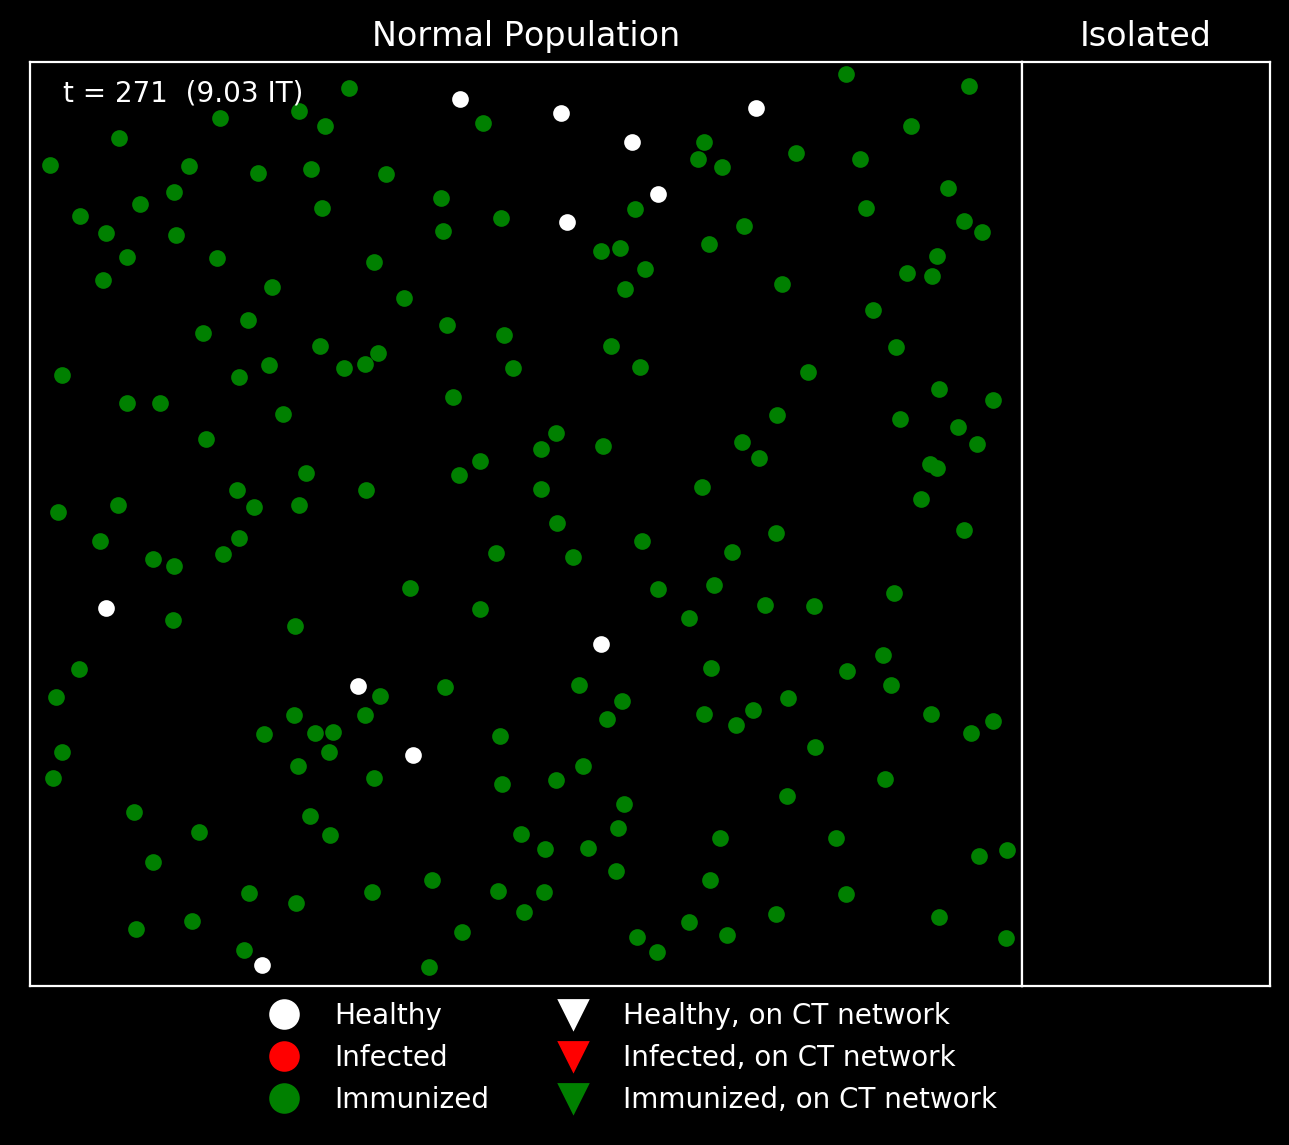 Normal Population
Isolated
t = 271  (9.03 IT)
Healthy
Infected
Immunized
Healthy, on CT network
Infected, on CT network
Immunized, on CT network